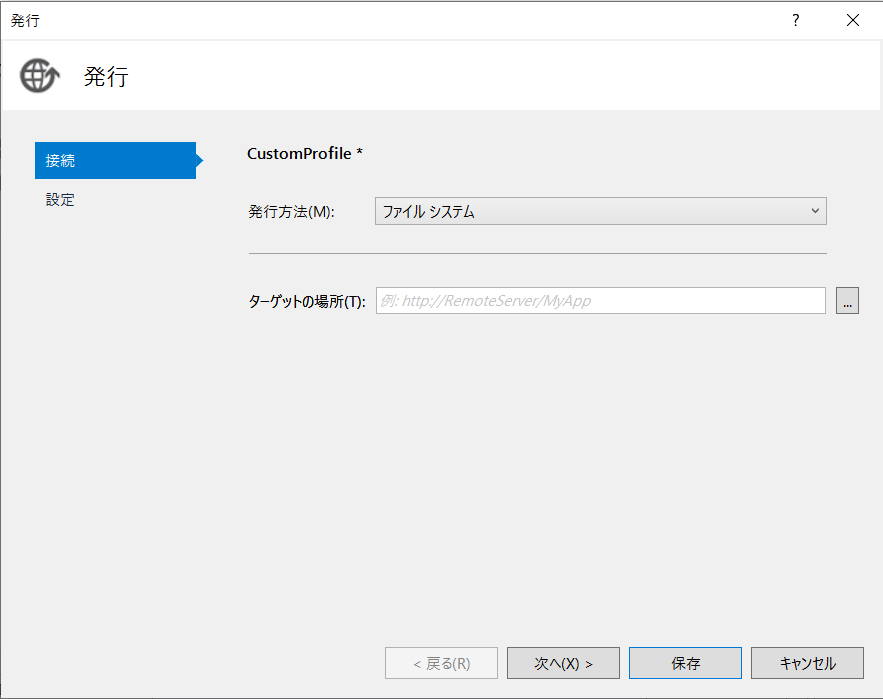 発行
?
発行
接続
設定
CustomProfile *
発行方法(M):
ファイル システム
ターゲットの場所(T):
例: http://RemoteServer/MyApp
...
< 戻る(R)
次へ(X) >
保存
キャンセル